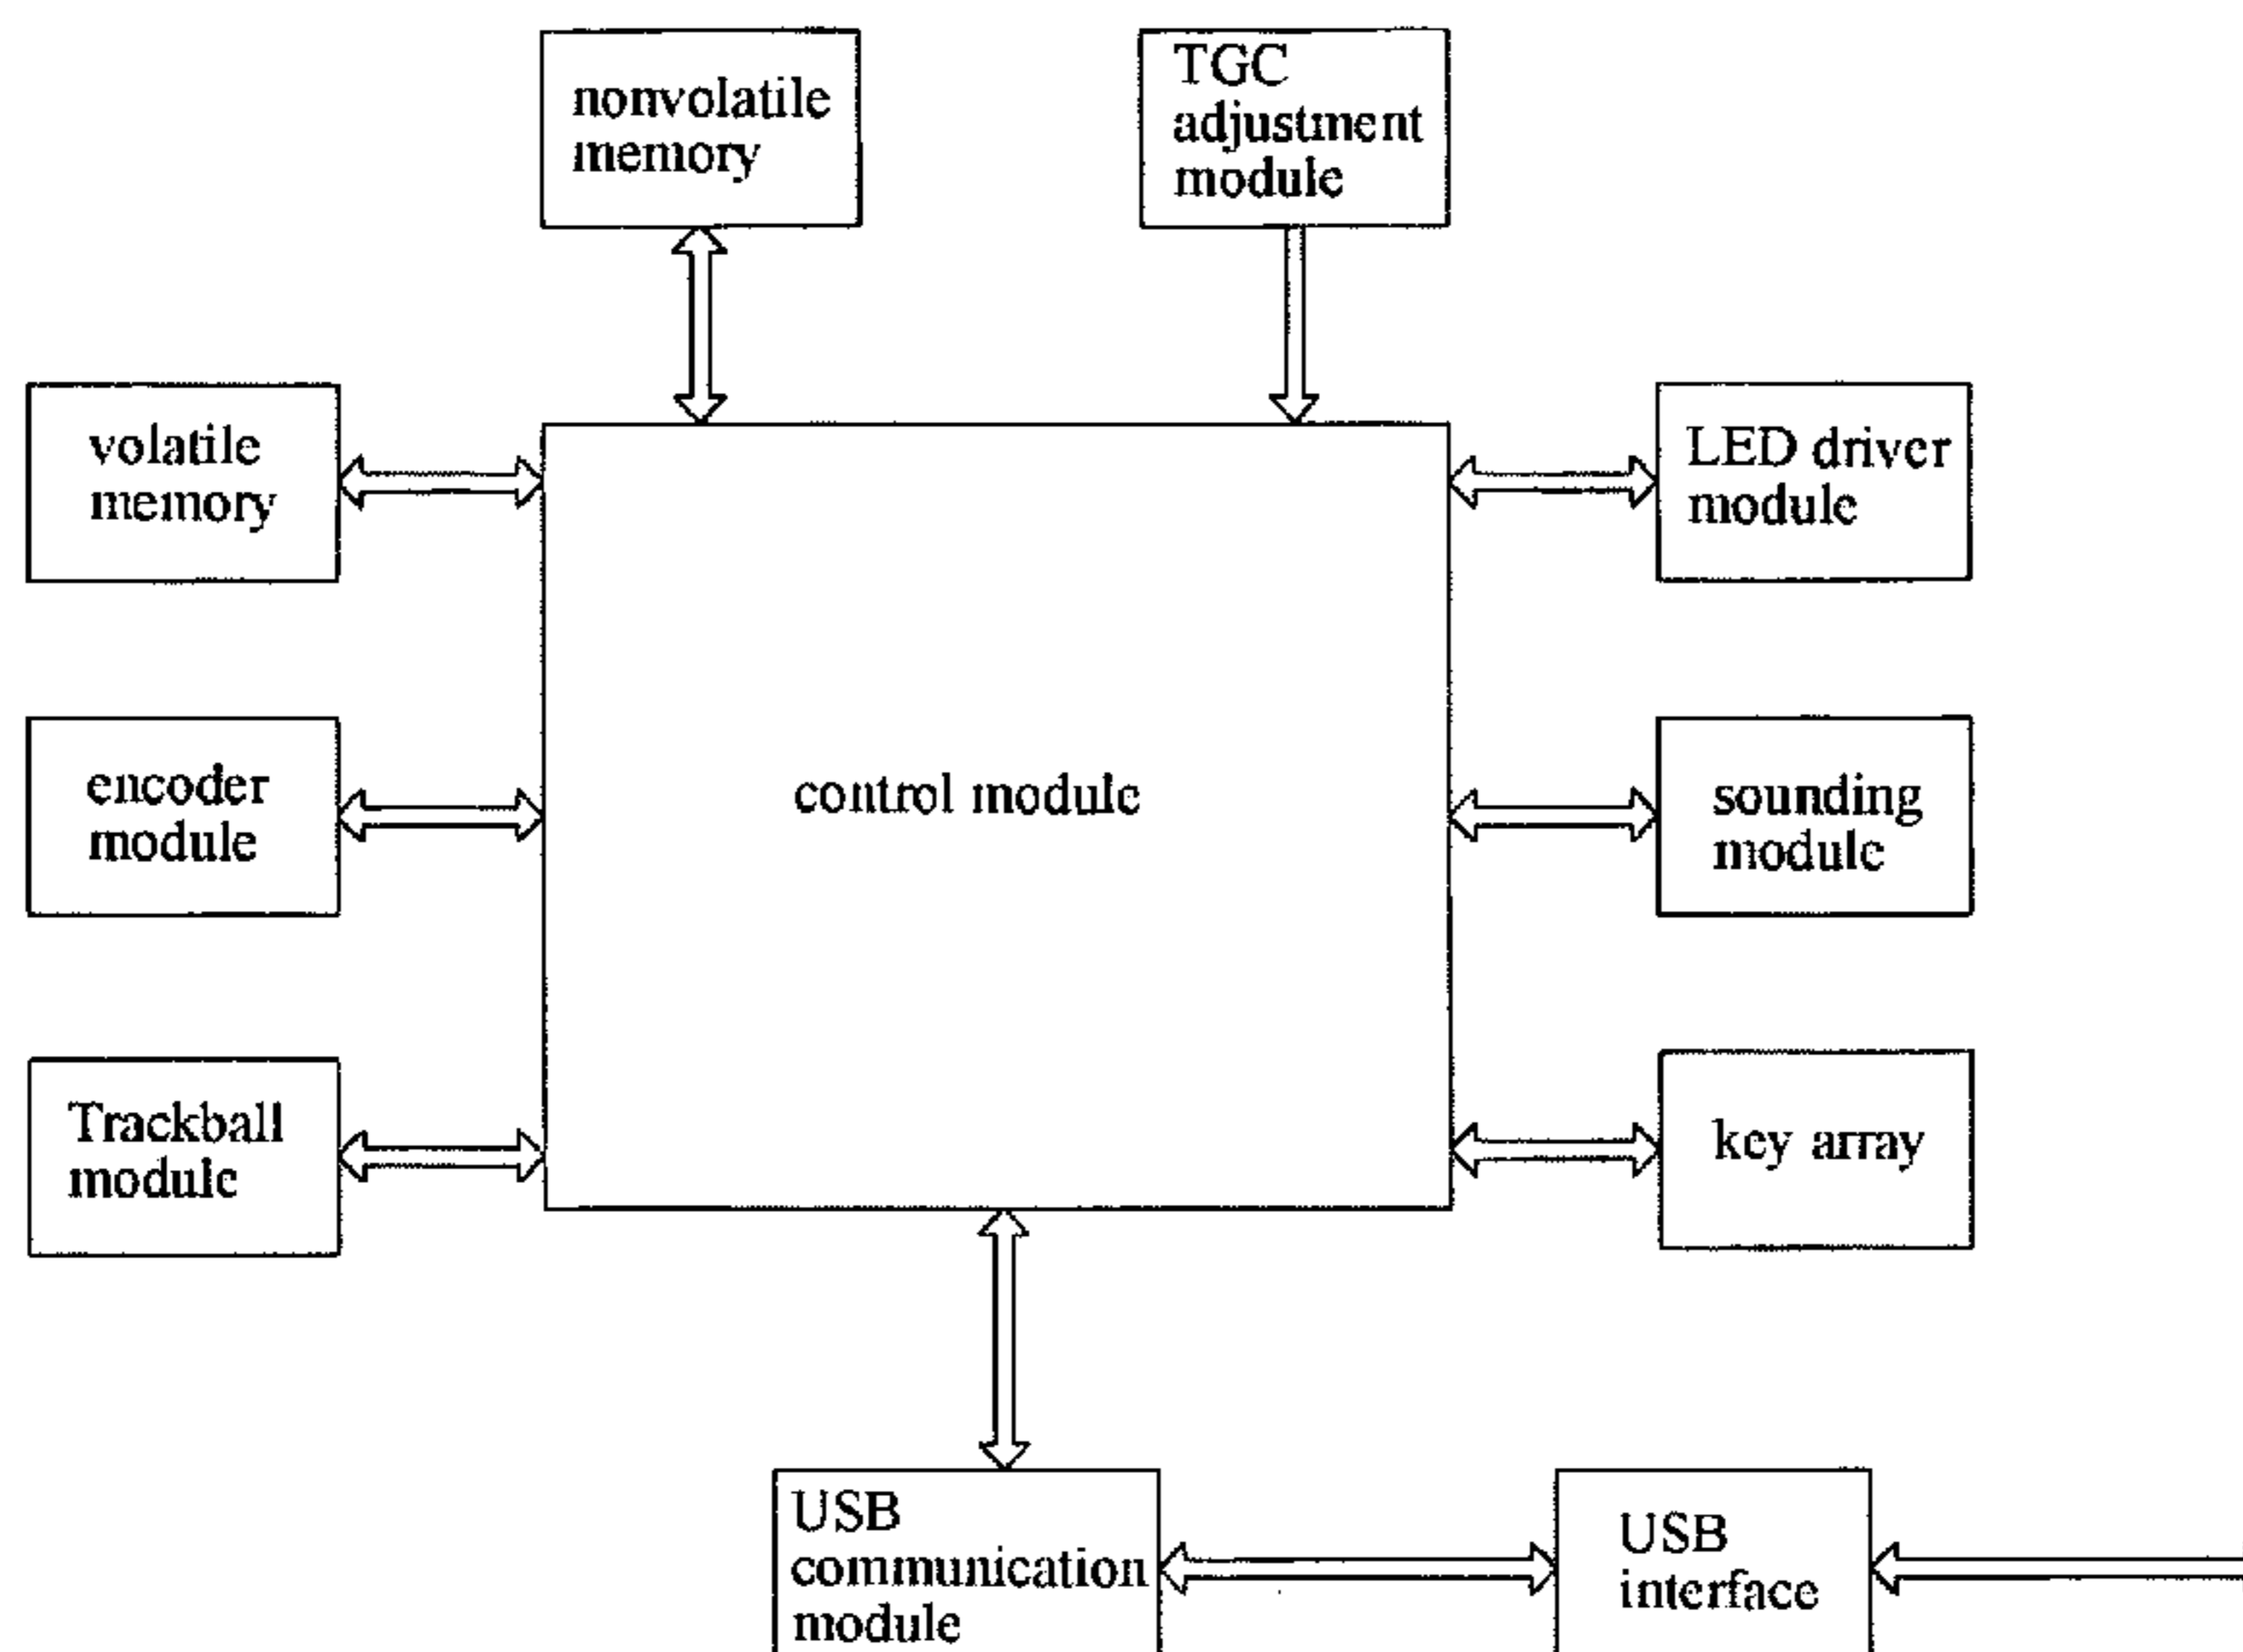 nonvolatile
memory
TGC
adjustment
module
volatile
memory
LED driver
module
encoder
module
control module
sounding
module
Trackball
module
key array
USB
communication
module
USB
interface